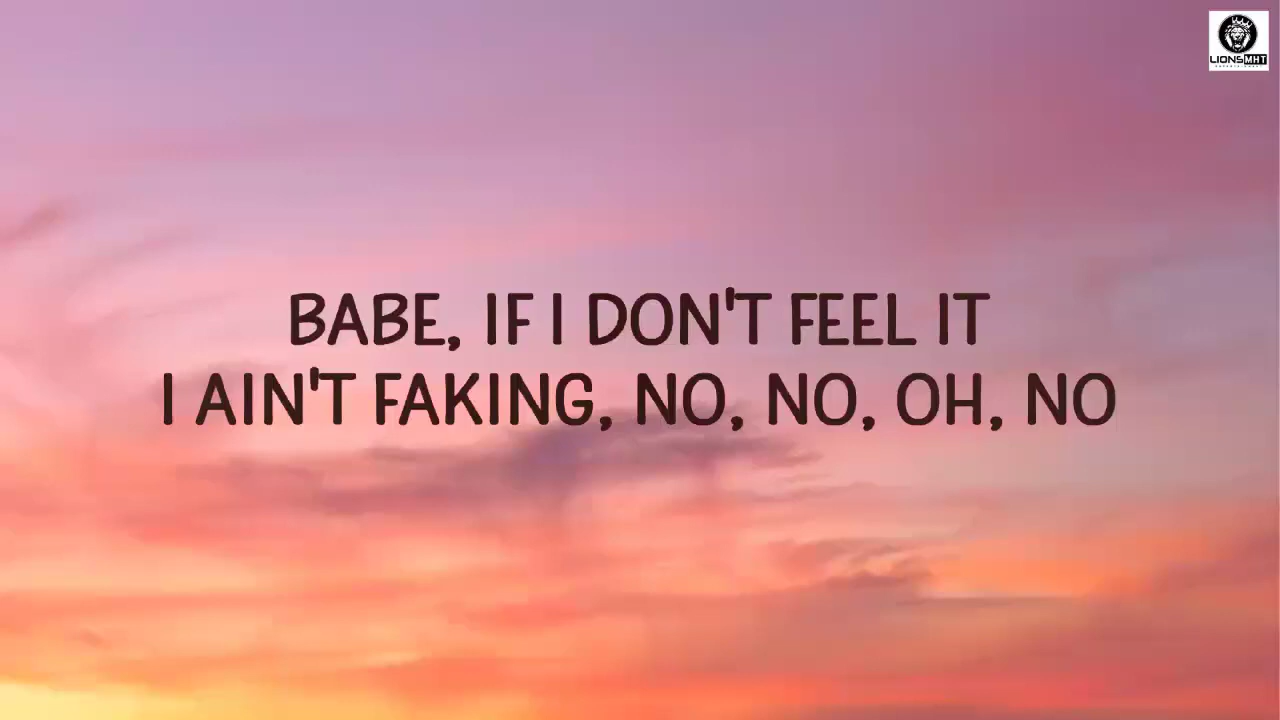 LIONSMHT
BABE, IF I DON'T FEEL IT
I AIN'T FAKING, NO, NO, OH, NO